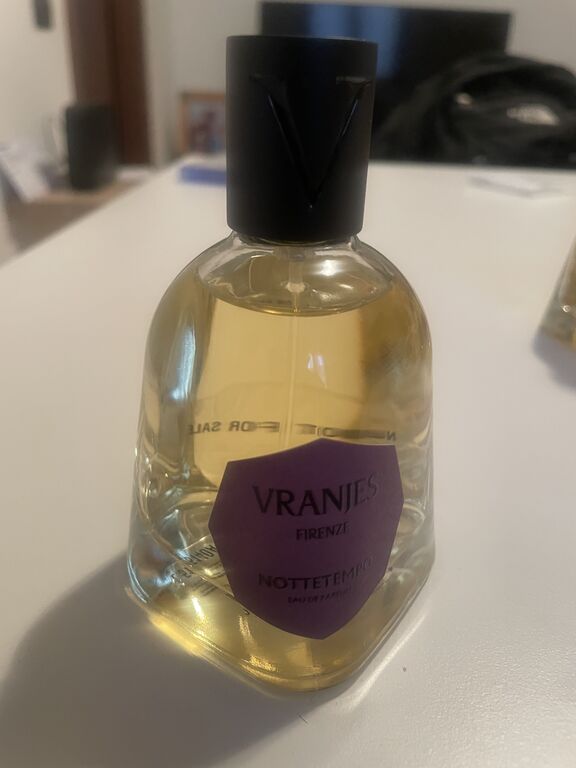 V
NOT FOR SALE
VRANJES
FIRENZE
NOTTETEMPO
EAU DE PARFUM